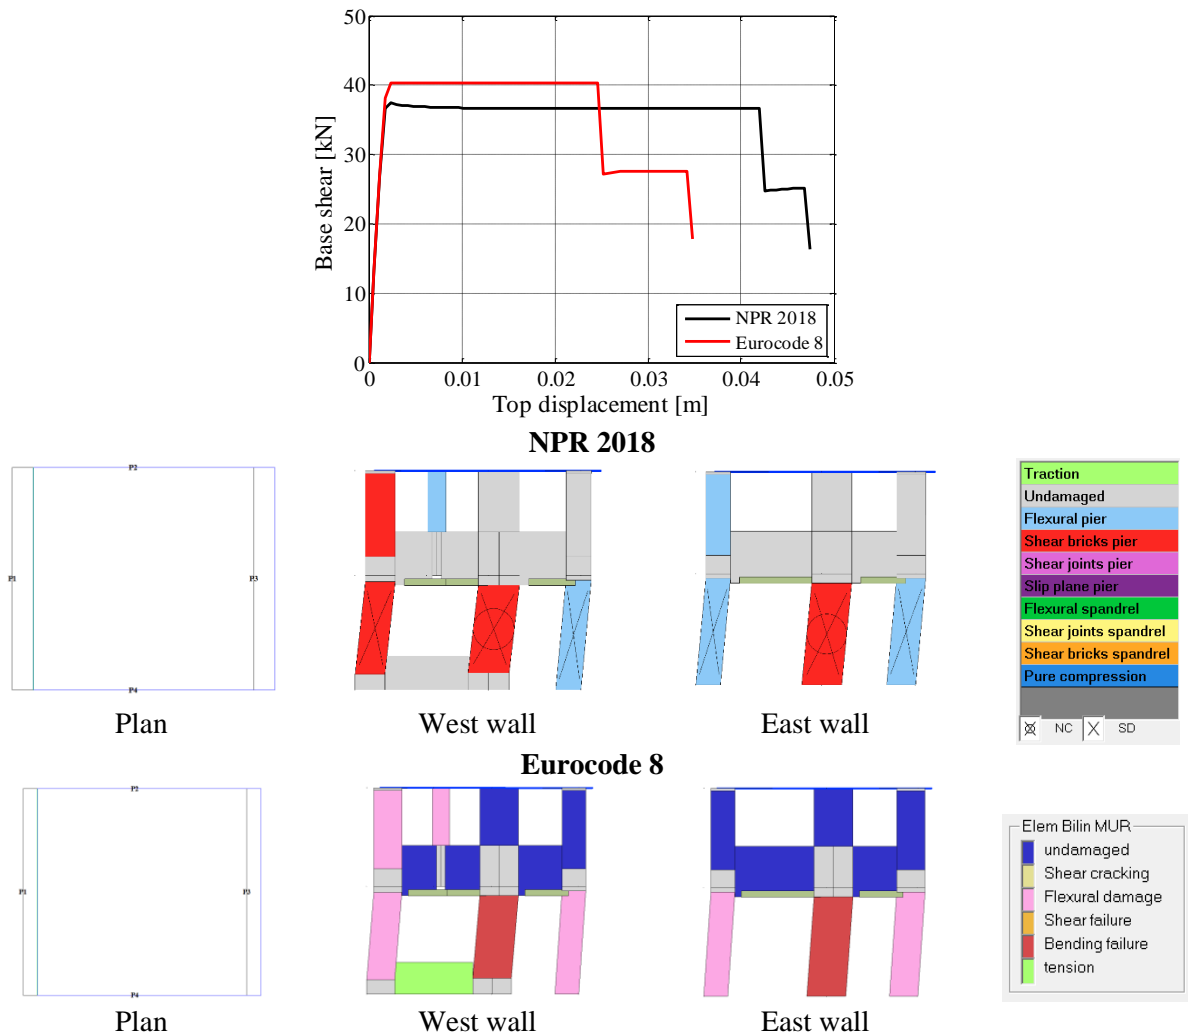 50
40
30
20
10
0
Base shear [kN]
NPR 2018
Eurocode 8
0 0.01 0.02 0.03 0.04 0.05
Top displacement [m]
NPR 2018
P2
P1
P3
P4
Traction
Undamaged
Flexural pier
Shear bricks pier
Shear joints pier
Slip plane pier
Flexural spandrel
Shear joints spandrel
Shear bricks spandrel
Pure compression
NC SD
Plan West wall East wall
Eurocode 8
P2
P1
P3
P4
Elem Bilin MUR
undamaged
Shear cracking
Flexural damage
Shear failure
Bending failure
tension
Plan West wall East wall